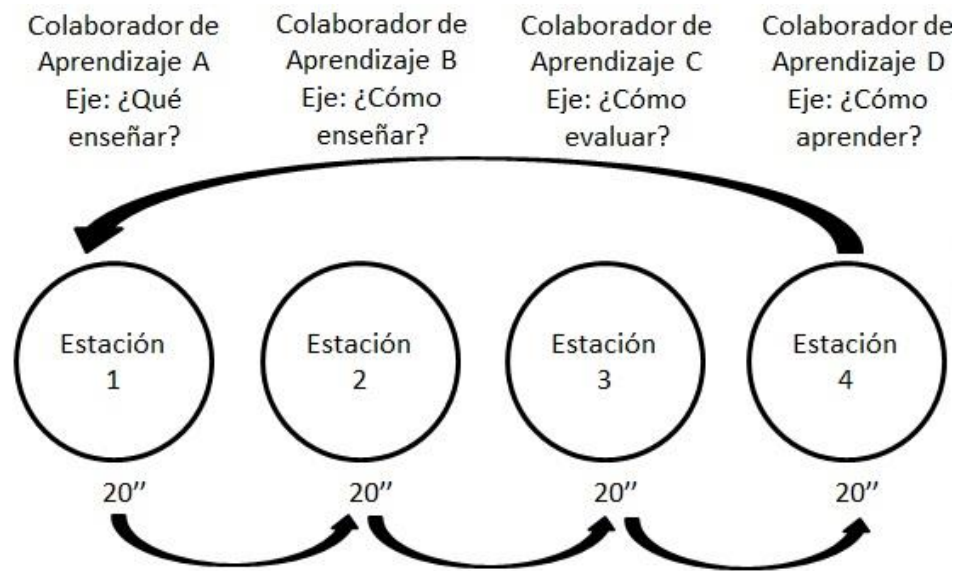 Colaborador de
Aprendizaje A
Eje: ¿Qué
enseñar?
Colaborador de
Aprendizaje B
Eje: ¿Cómo
enseñar?
Colaborador de
Aprendizaje C
Eje: ¿Cómo
evaluar?
Colaborador de
Aprendizaje D
Eje: ¿Cómo
aprender?
Estación
1
Estación
2
Estación
3
Estación
4
20’’
20’’
20’’
20’’